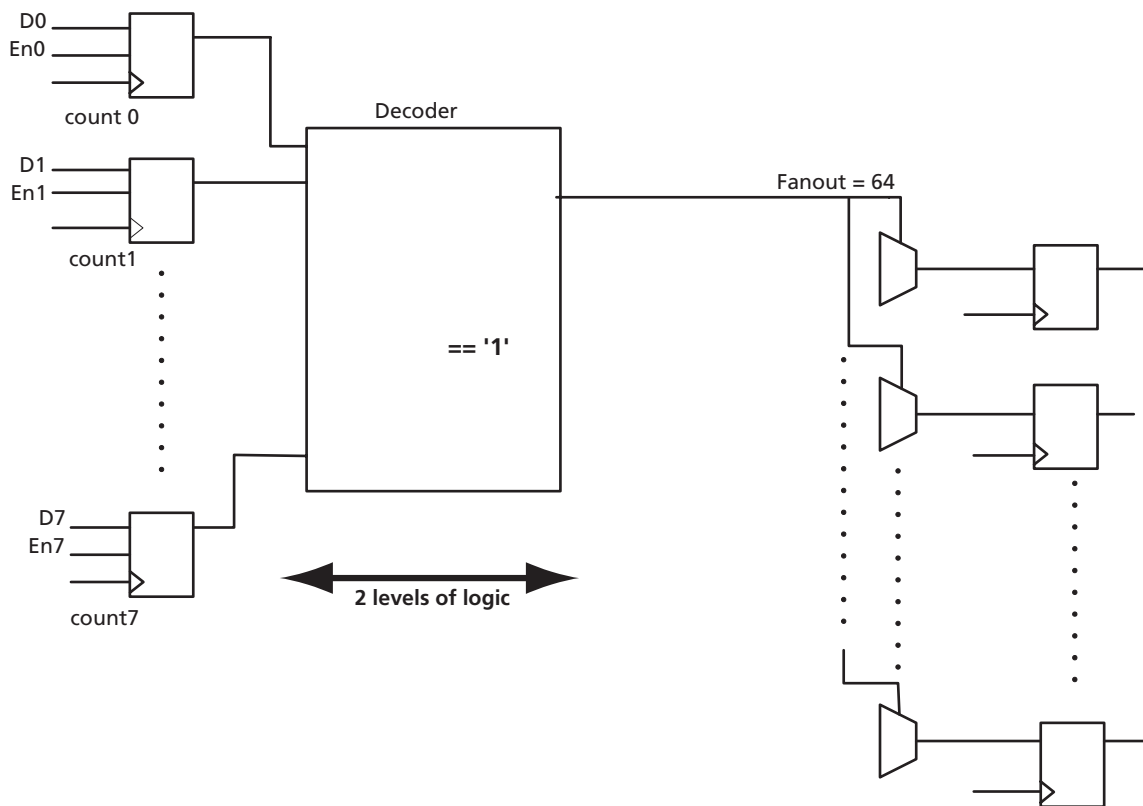 D0
En0
count 0
Decoder
D1
En1
count1
Fanout = 64
== '1'
D7
En7
count7
2 levels of logic